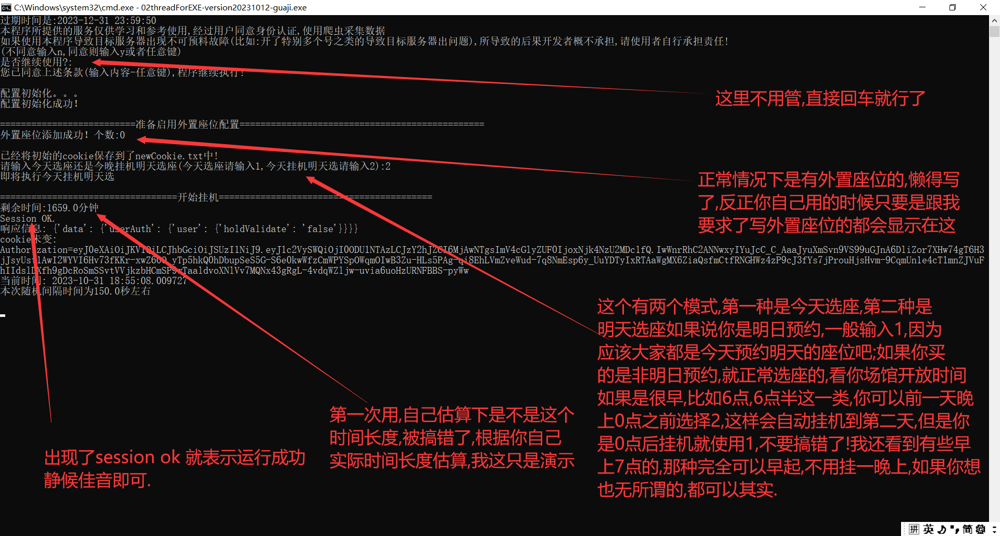 C:\Windows\system32\cmd.exe - 02threadForEXE-version20231012-guaji.exe
过期时间是:2023-12-31 23:59:50
本程序所提供的服务仅供学习和参考使用,经过用户同意身份认证,使用爬虫采集数据
如果使用本程序导致目标服务器出现不可预料故障(比如:开了特别多个号之类的导致目标服务器出问题),所导致的后果开发者概不承担,请使用者自行承担责任!
(不同意输入n,同意则输入y或者任意键)
是否继续使用?:
您已同意上述条款(输入内容-任意键),程序继续执行!
配置初始化。。。
配置初始化成功!
==========================准备启用外置座位配置===============================================
外置座位添加成功! 个数:0
已经将初始的cookie保存到了newCookie.txt中!
请输入今天选座还是今晚挂机明天选座(今天选座请输入1,今天挂机明天选请输入2):2
即将执行今天挂机明天选
==================================开始挂机=========================================
剩余时间:1659.0分钟
Session OK.
响应信息: {'data': {'userAuth': {'user': {'holdValidate': 'false'}}}}
cookie未变:
当前时间: 2023-10-31 18:55:08.009727
本次随机间隔时间为150.0秒左右
这里不用管,直接回车就行了
正常情况下是有外置座位的,懒得写
了,反正你自己用的时候只要是跟我
要求了写外置座位的都会显示在这
这个有两个模式,第一种是今天选座,第二种是
明天选座如果说你是明日预约,一般输入1,因为
应该大家都是今天预约明天的座位吧;如果你买
的是非明日预约,就正常选座的,看你场馆开放时间
如果是很早,比如6点,6点半这一类,你可以前一天晚
上0点之前选择2,这样会自动挂机到第二天,但是你
是0点后挂机就使用1,不要搞错了!我还看到有些早
上7点的,那种完全可以早起,不用挂一晚上,如果你想
也无所谓的,都可以其实.
第一次用,自己估算下是不是这个
时间长度,被搞错了,根据你自己
实际时间长度估算,我这只是演示
出现了session ok 就表示运行成功
静候佳音即可.
拼 英 简